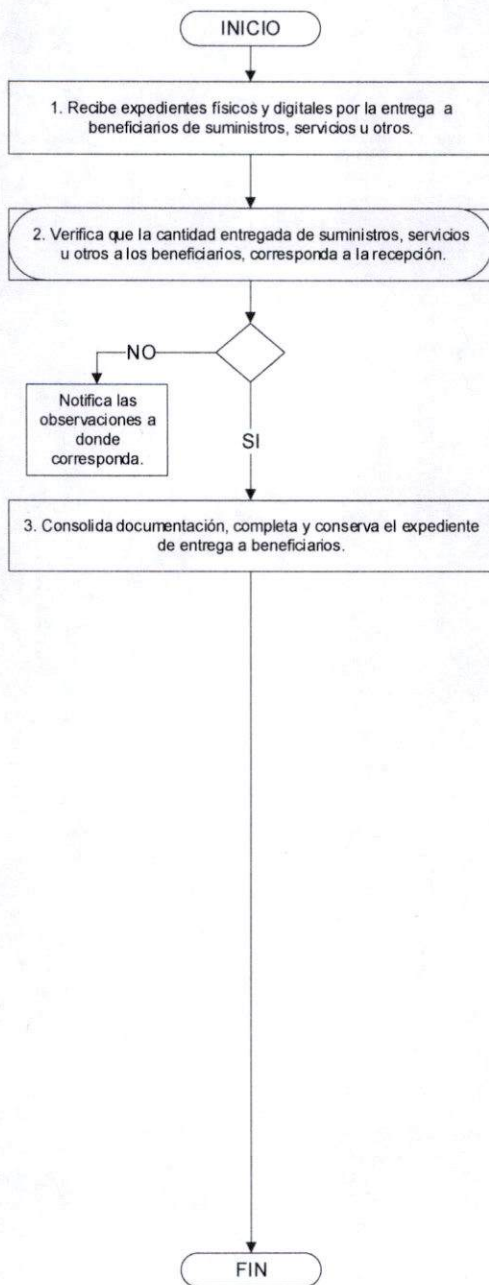 INICIO
1. Recibe expedientes físicos y digitales por la entrega a
beneficiarios de suministros, servicios u otros.
2. Verifica que la cantidad entregada de suministros, servicios
u otros a los beneficiarios, corresponda a la recepción.
NO
Notifica las
observaciones a
donde
corresponda.
SI
3. Consolida documentación, completa y conserva el expediente
de entrega a beneficiarios.
FIN